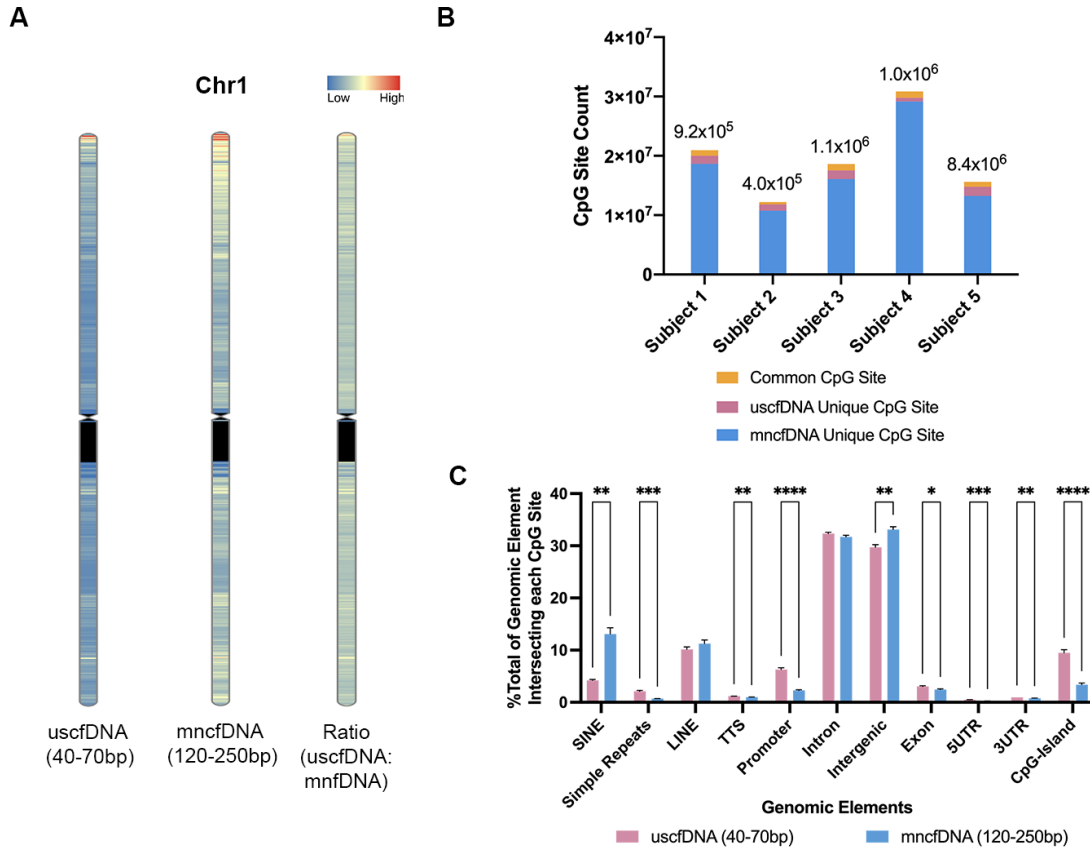 A
Chr1
Low
High
uscfDNA
(40-70bp)
mncfDNA
(120-250bp)
Ratio
(uscfDNA:
mnfDNA)
B
CpG Site Count
4×10⁷
3×10⁷
2×10⁷
1×10⁷
0
9.2x10⁵
4.0x10⁵
1.1x10⁶
1.0x10⁶
8.4x10⁶
Subject 1
Subject 2
Subject 3
Subject 4
Subject 5
Common CpG Site
uscfDNA Unique CpG Site
mncfDNA Unique CpG Site
C
%Total of Genomic Element
Intersecting each CpG Site
40
30
20
10
0
** *** ** **** ** * *** ** ****
SINE
Simple Repeats
LINE
TTS
Promoter
Intron
Intergenic
Exon
5UTR
3UTR
CpG-Island
Genomic Elements
uscfDNA (40-70bp)
mncfDNA (120-250bp)